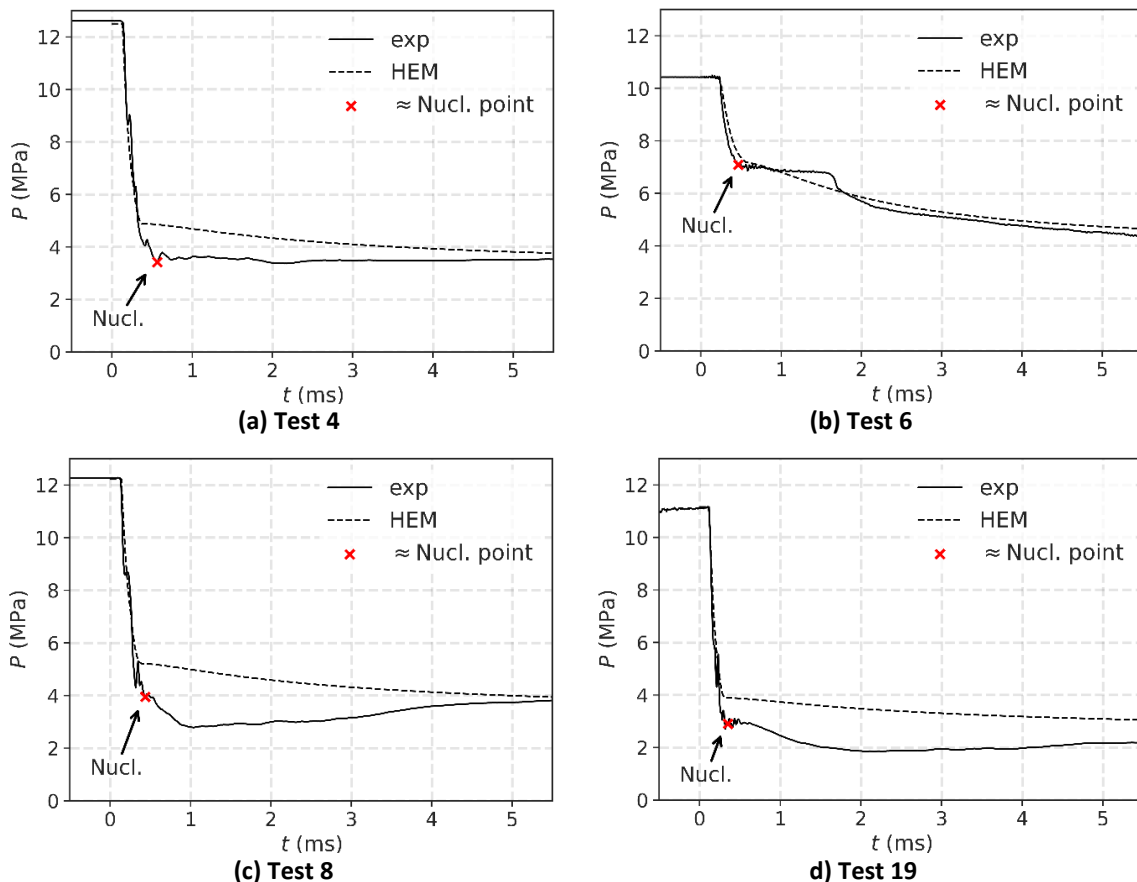 12
10
8
6
4
2
0
P (MPa)
exp
HEM
≈ Nucl. point
Nucl.
0 1 2 3 4 5
t (ms)
(a) Test 4
12
10
8
6
4
2
0
P (MPa)
exp
HEM
≈ Nucl. point
Nucl.
0 1 2 3 4 5
t (ms)
(b) Test 6
12
10
8
6
4
2
0
P (MPa)
exp
HEM
≈ Nucl. point
Nucl.
0 1 2 3 4 5
t (ms)
(c) Test 8
12
10
8
6
4
2
0
P (MPa)
exp
HEM
≈ Nucl. point
Nucl.
0 1 2 3 4 5
t (ms)
d) Test 19